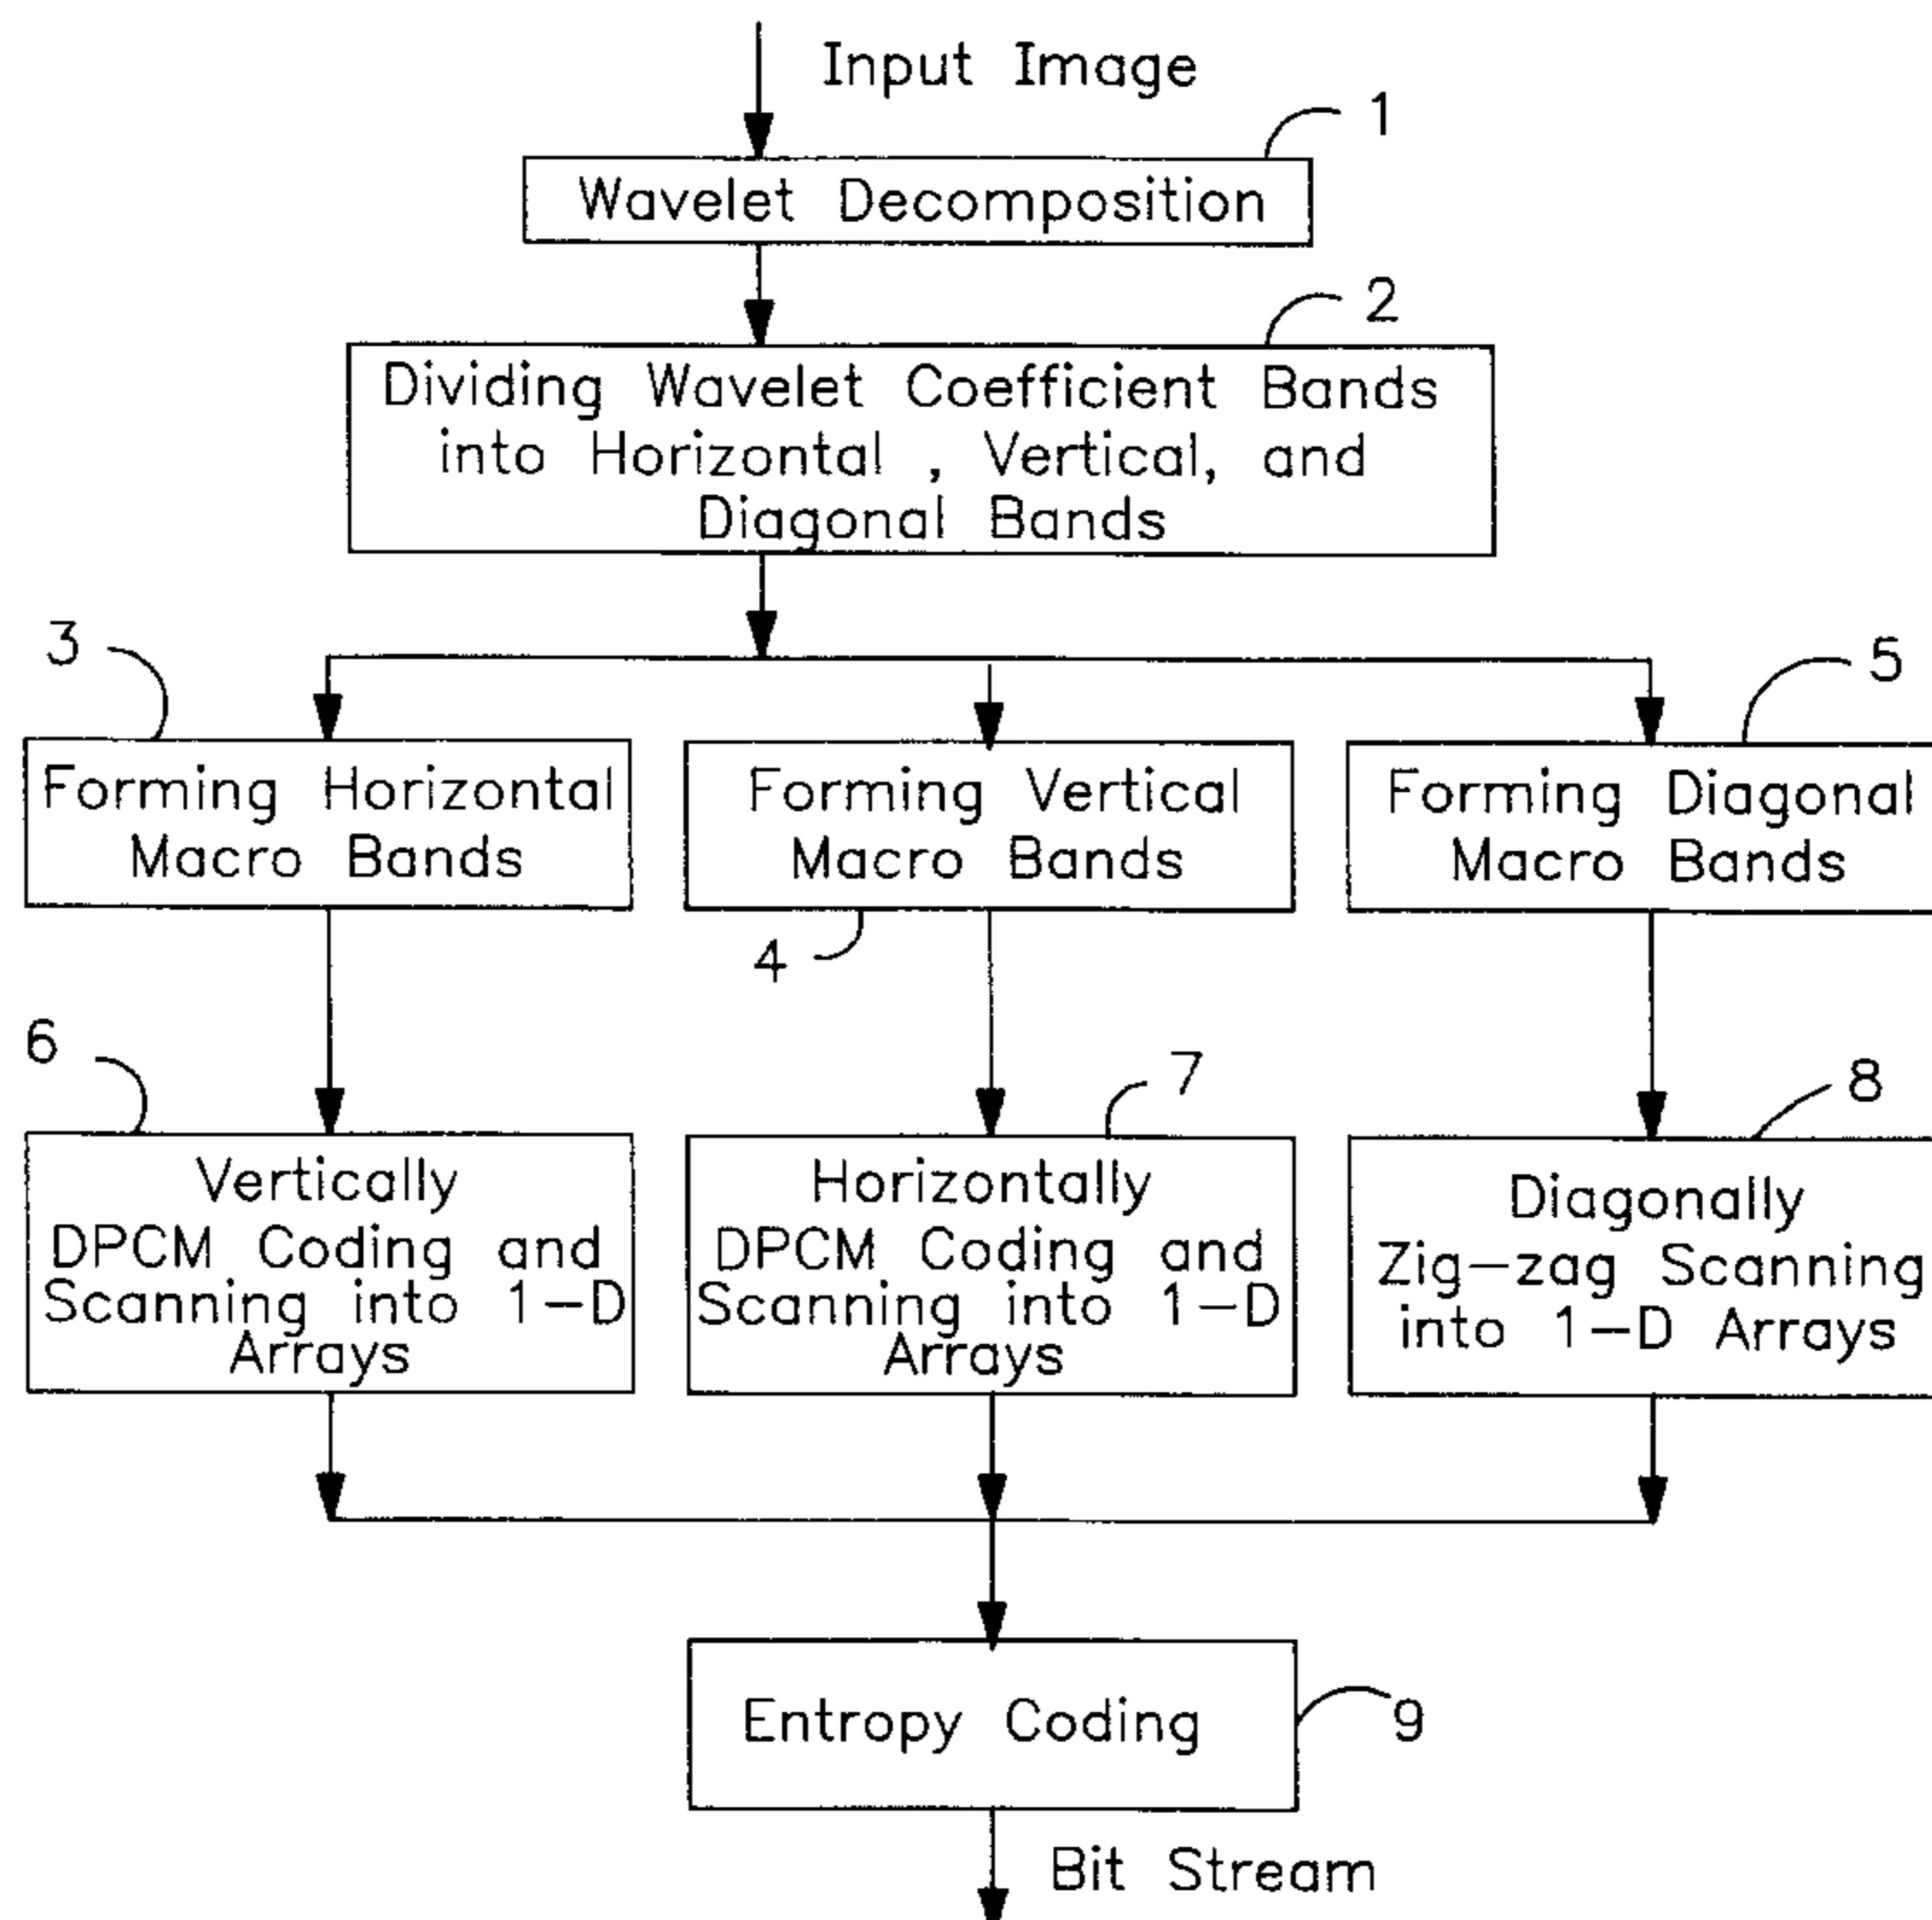 Input Image
1
Wavelet Decomposition
2
Dividing Wavelet Coefficient Bands
into Horizontal , Vertical, and
Diagonal Bands
3
5
Forming Horizontal
Macro Bands
Forming Vertical
Macro Bands
Forming Diagonal
Macro Bands
4
6
7
8
Vertically
DPCM Coding and
Scanning into 1-D
Arrays
Horizontally
DPCM Coding and
Scanning into 1-D
Arrays
Diagonally
Zig-zag Scanning
into 1-D Arrays
Entropy Coding
9
Bit Stream